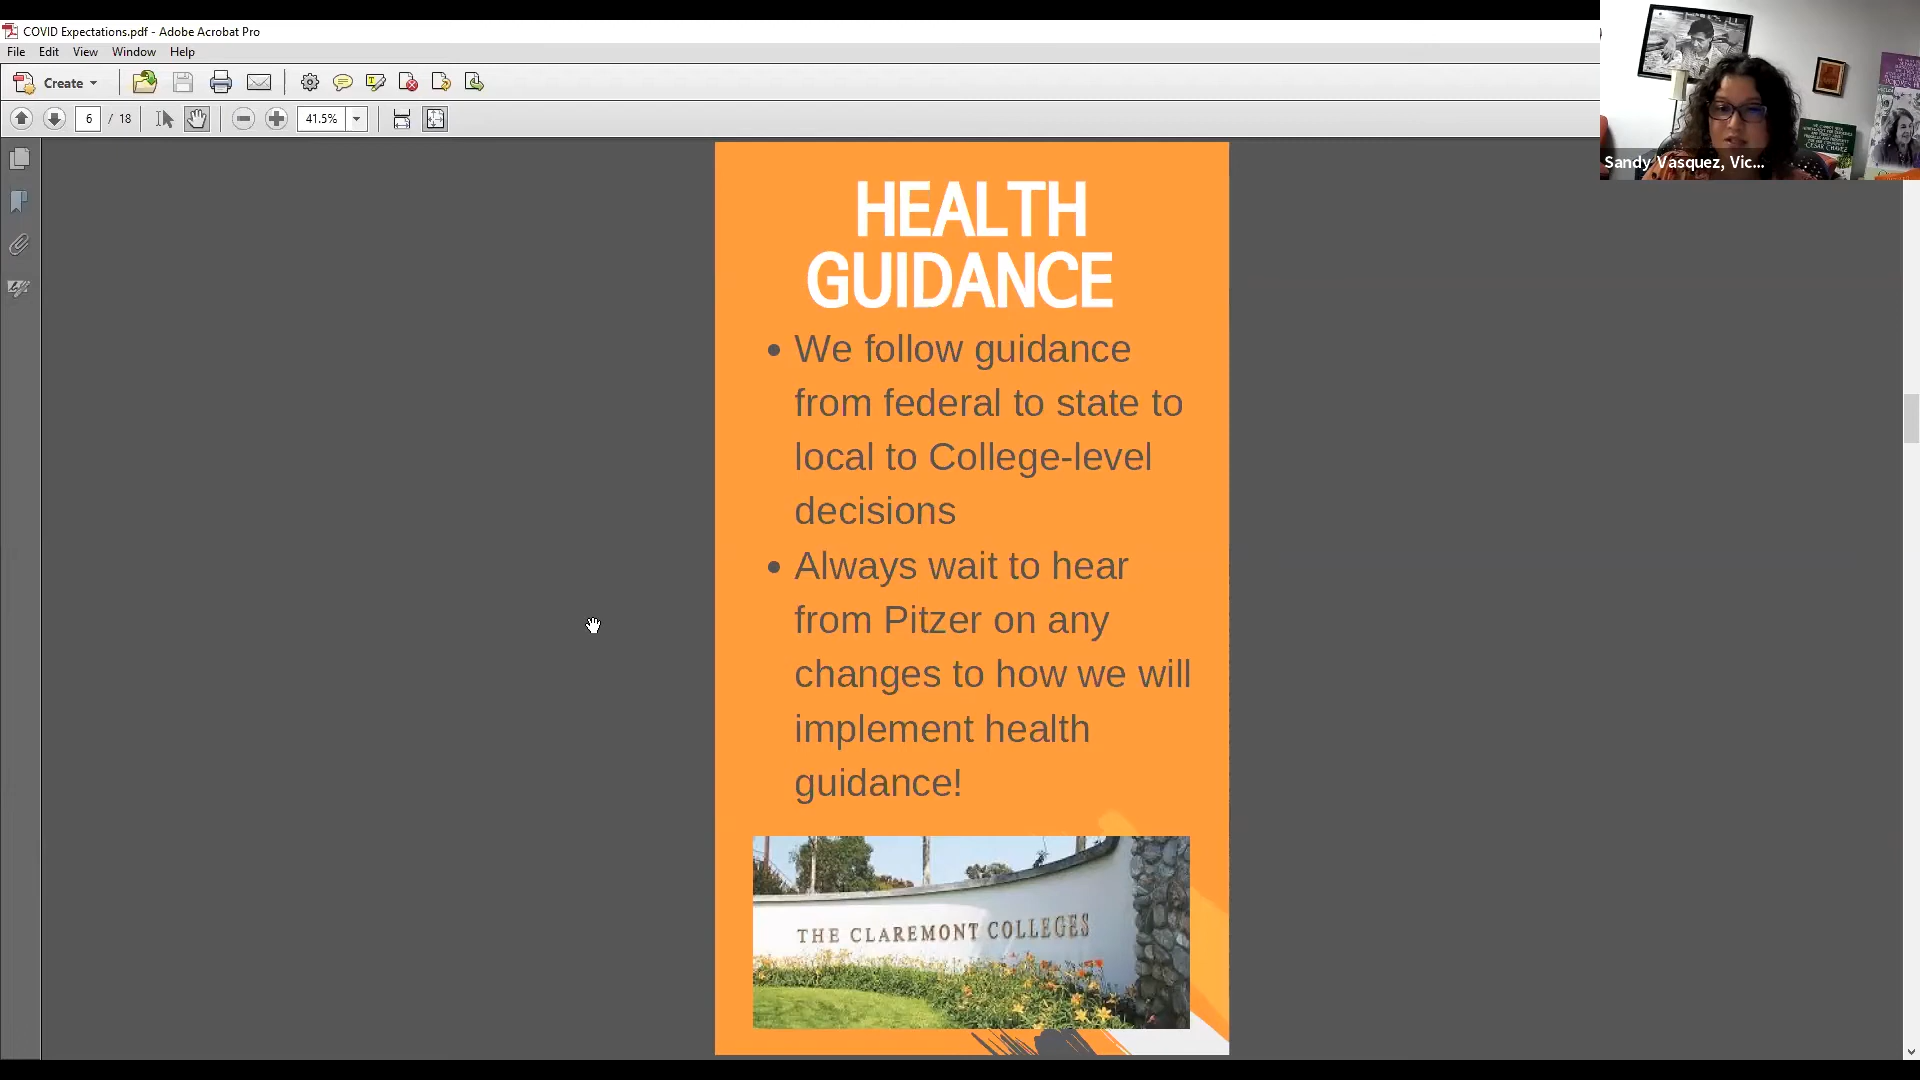 COVID Expectations.pdf - Adobe Acrobat Pro
File Edit View Window Help
Create
6 / 18 41.5%
Sandy Vasquez, Vic...
CESAR CHAVEZ
HEALTH
GUIDANCE
• We follow guidance
from federal to state to
local to College-level
decisions
• Always wait to hear
from Pitzer on any
changes to how we will
implement health
guidance!
THE CLAREMONT COLLEGES